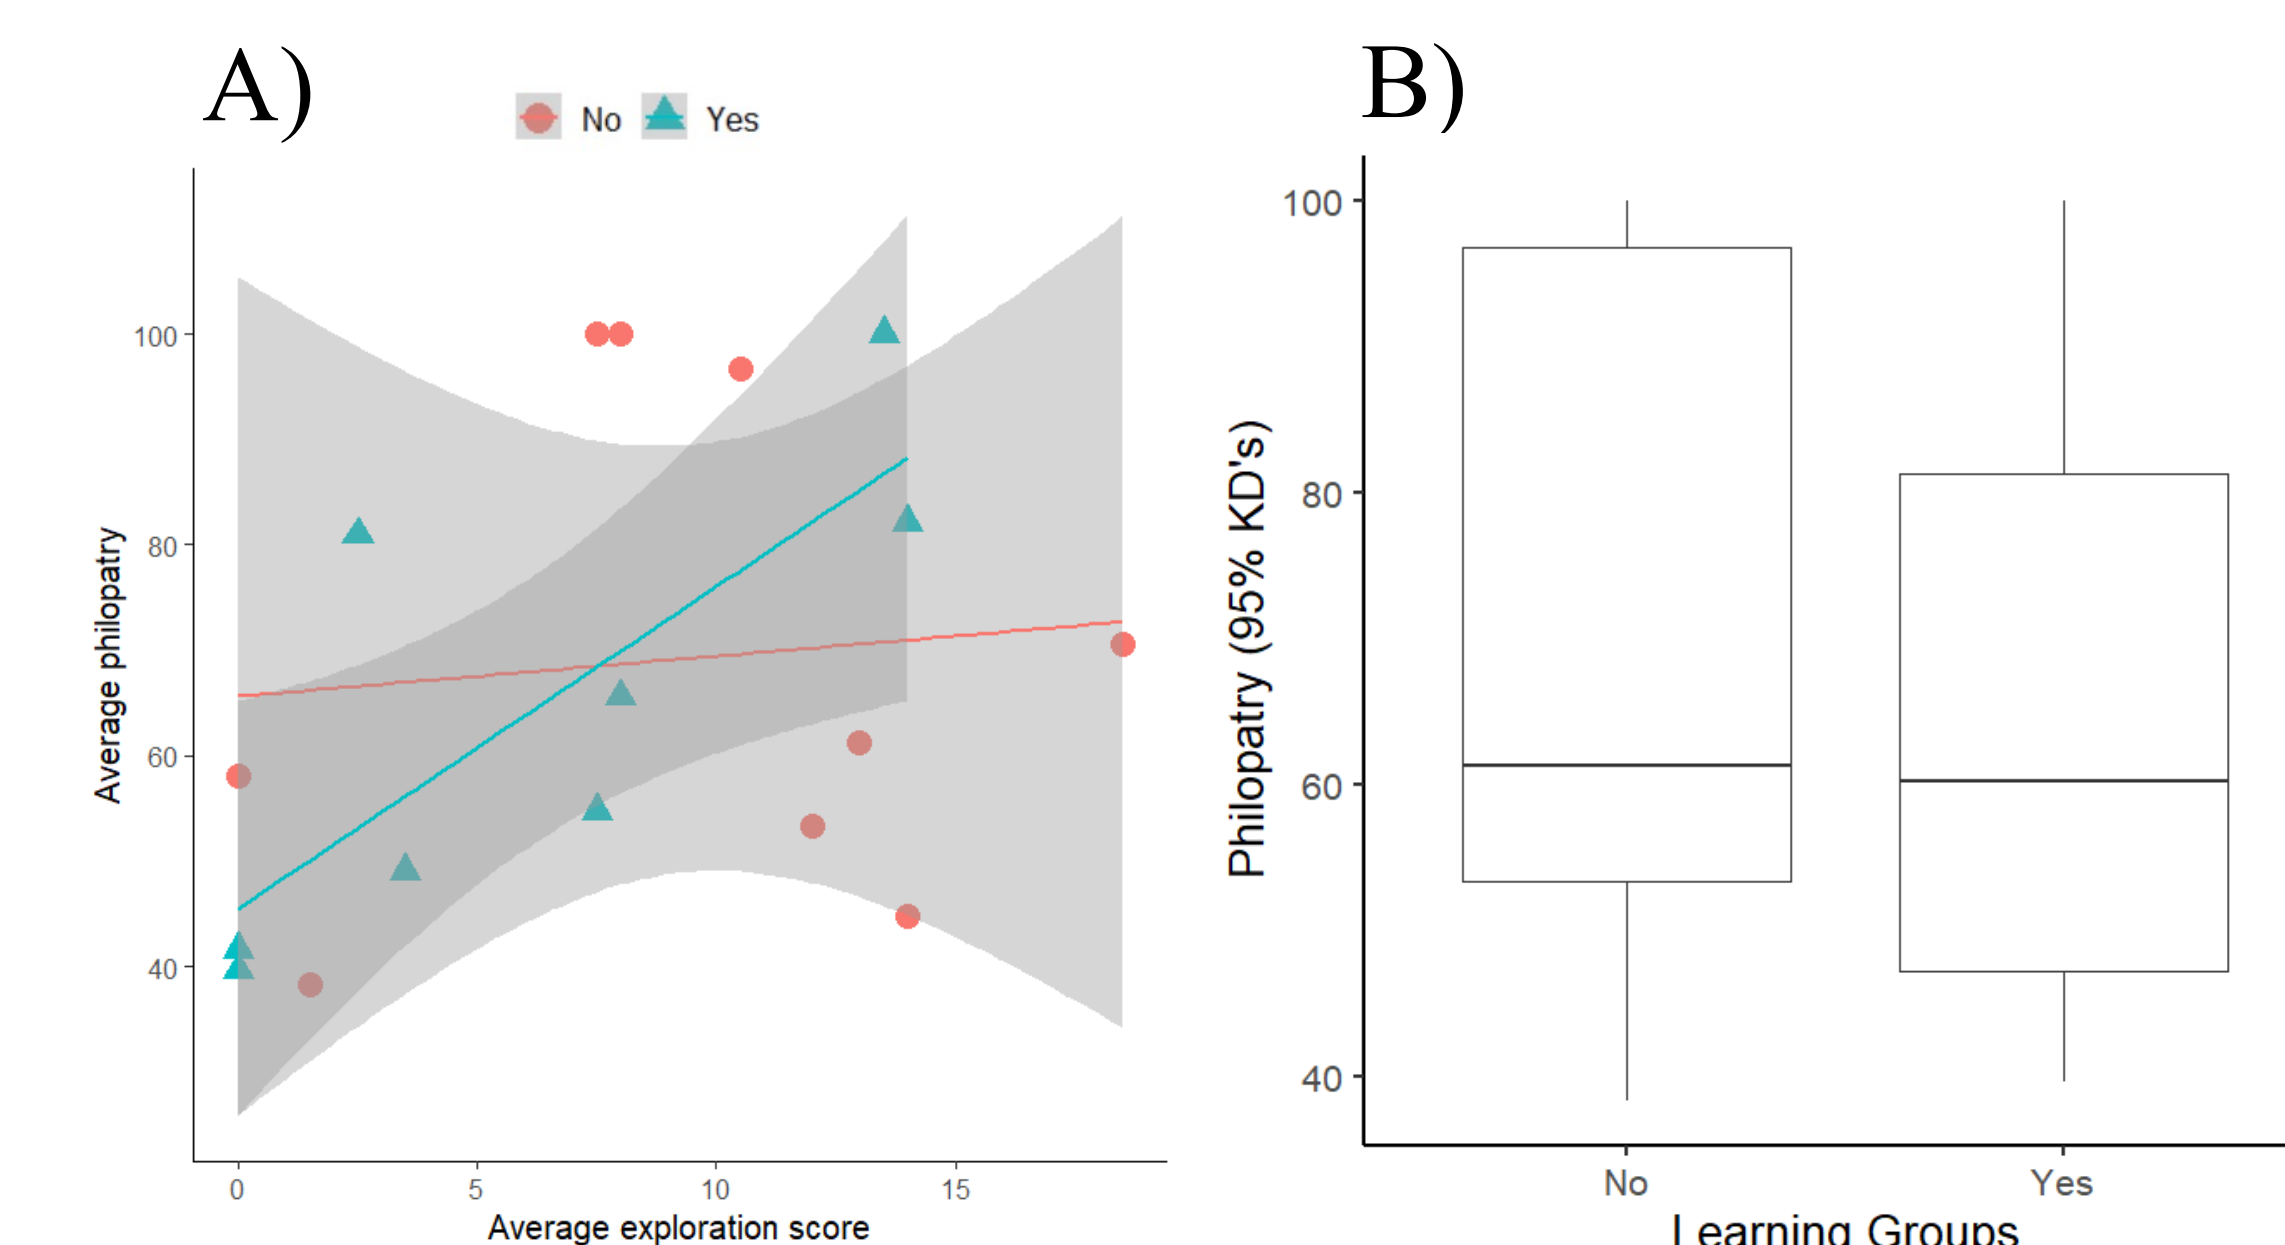 A)
No
Yes
Average philopatry
100
80
60
40
0
5
10
15
Average exploration score
B)
Philopatry (95% KD's)
100
80
60
40
No
Yes
Learning Groups